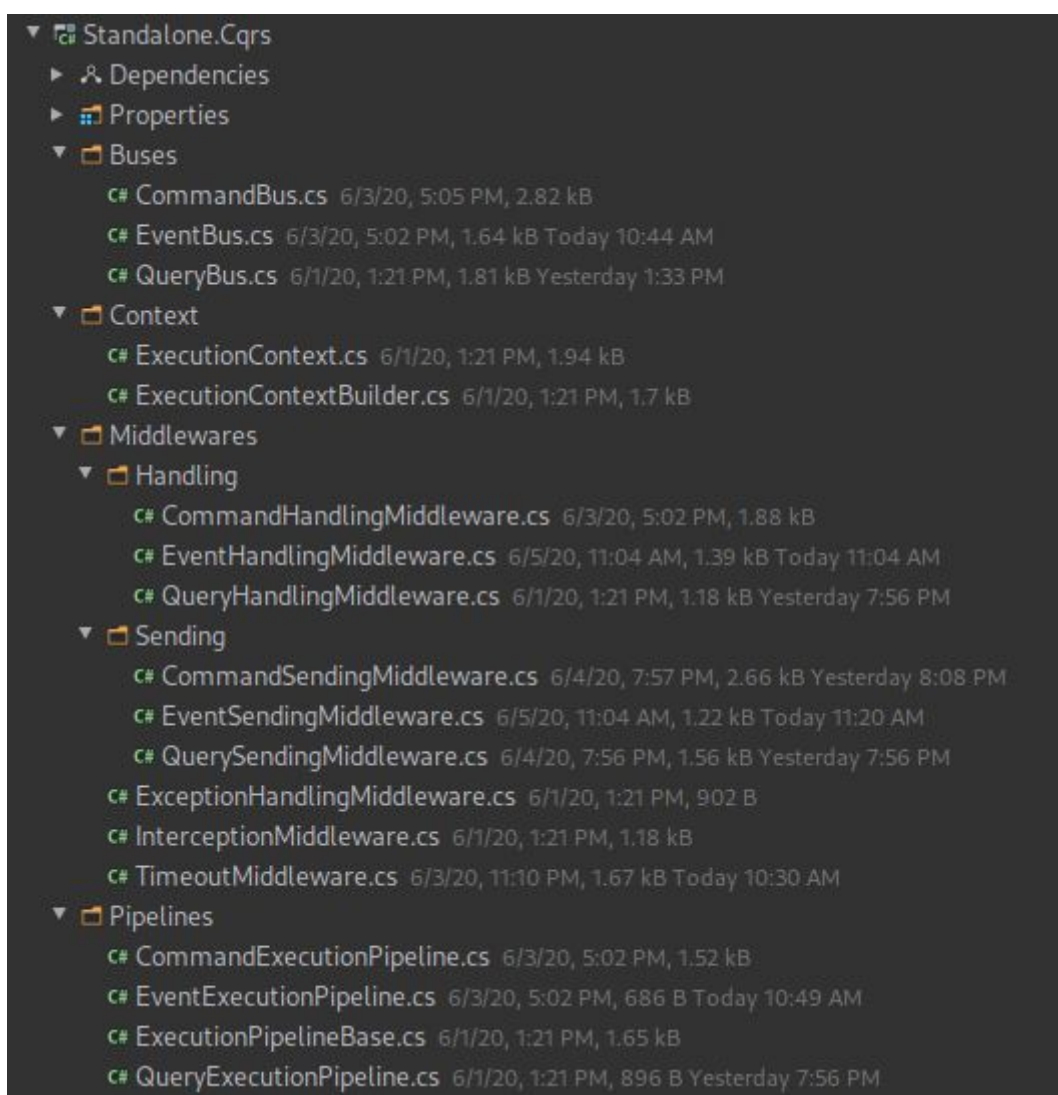 Standalone.Cqrs
Dependencies
Properties
Buses
C# CommandBus.cs 6/3/20, 5:05 PM, 2.82 kB
C# EventBus.cs 6/3/20, 5:02 PM, 1.64 kB Today 10:44 AM
C# QueryBus.cs 6/1/20, 1:21 PM, 1.81 kB Yesterday 1:33 PM
Context
C# ExecutionContext.cs 6/1/20, 1:21 PM, 1.94 kB
C# ExecutionContextBuilder.cs 6/1/20, 1:21 PM, 1.7 kB
Middlewares
Handling
C# CommandHandlingMiddleware.cs 6/3/20, 5:02 PM, 1.88 kB
C# EventHandlingMiddleware.cs 6/5/20, 11:04 AM, 1.39 kB Today 11:04 AM
C# QueryHandlingMiddleware.cs 6/1/20, 1:21 PM, 1.18 kB Yesterday 7:56 PM
Sending
C# CommandSendingMiddleware.cs 6/4/20, 7:57 PM, 2.66 kB Yesterday 8:08 PM
C# EventSendingMiddleware.cs 6/5/20, 11:04 AM, 1.22 kB Today 11:20 AM
C# QuerySendingMiddleware.cs 6/4/20, 7:56 PM, 1.56 kB Yesterday 7:56 PM
C# ExceptionHandlingMiddleware.cs 6/1/20, 1:21 PM, 902 B
C# InterceptionMiddleware.cs 6/1/20, 1:21 PM, 1.18 kB
C# TimeoutMiddleware.cs 6/3/20, 11:10 PM, 1.67 kB Today 10:30 AM
Pipelines
C# CommandExecutionPipeline.cs 6/3/20, 5:02 PM, 1.52 kB
C# EventExecutionPipeline.cs 6/3/20, 5:02 PM, 686 B Today 10:49 AM
C# ExecutionPipelineBase.cs 6/1/20, 1:21 PM, 1.65 kB
C# QueryExecutionPipeline.cs 6/1/20, 1:21 PM, 896 B Yesterday 7:56 PM